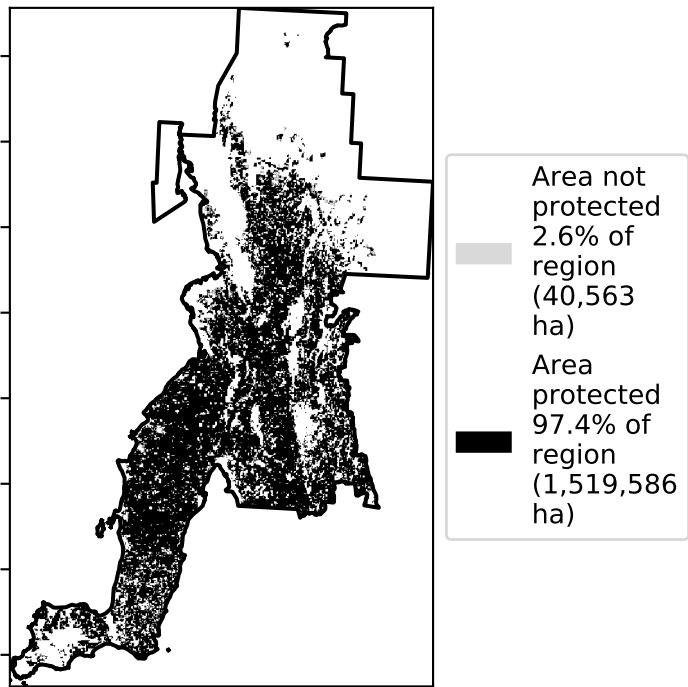 Area not
protected
2.6% of
region
(40,563
ha)
Area
protected
97.4% of
region
(1,519,586
ha)